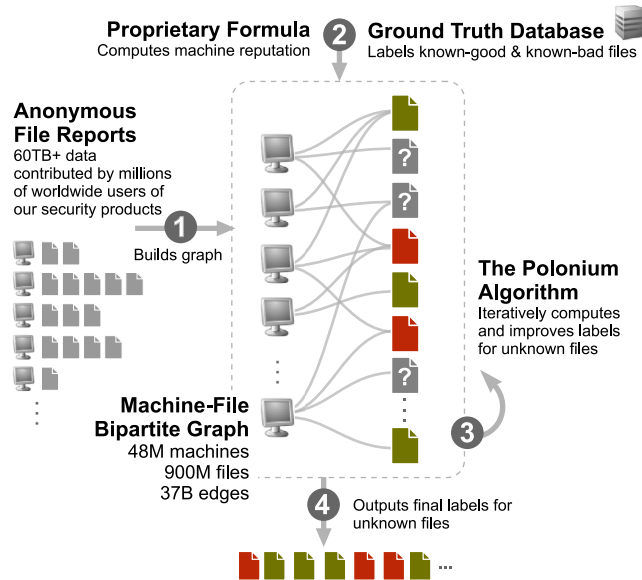 Proprietary Formula
Computes machine reputation
2
Ground Truth Database
Labels known-good & known-bad files
Anonymous
File Reports
60TB+ data
contributed by millions
of worldwide users of
our security products
1
Builds graph
?
?
?
The Polonium
Algorithm
Iteratively computes
and improves labels
for unknown files
3
Machine-File
Bipartite Graph
48M machines
900M files
37B edges
4
Outputs final labels for
unknown files